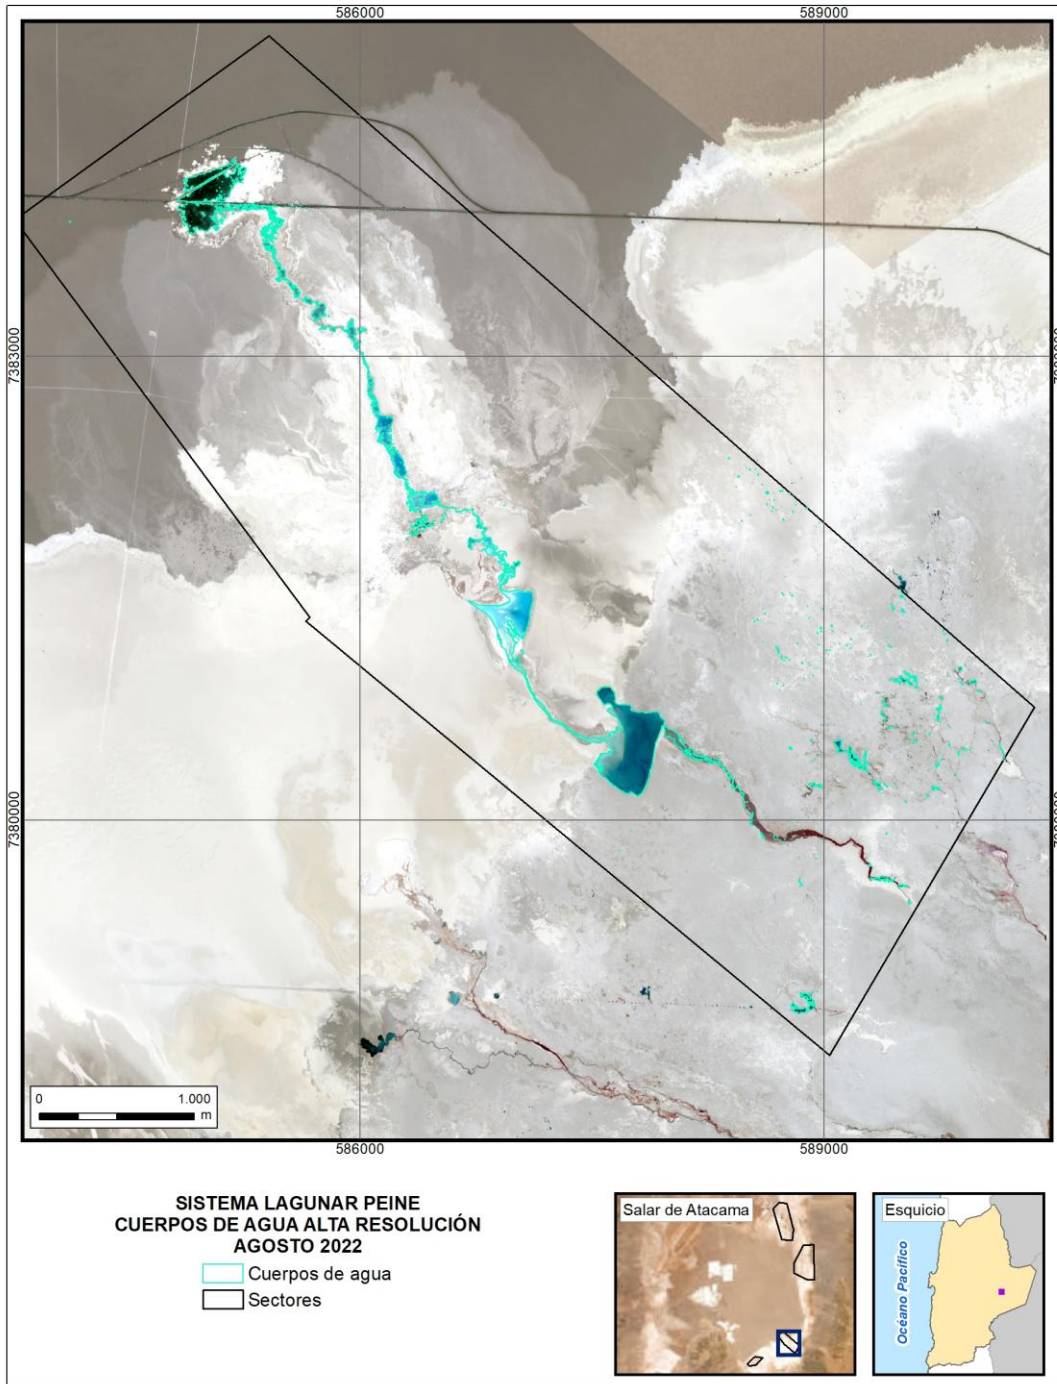 586000
589000
7383000
7380000
0
1.000
m
586000
589000
SISTEMA LAGUNAR PEINE
CUERPOS DE AGUA ALTA RESOLUCIÓN
AGOSTO 2022
Cuerpos de agua
Sectores
Salar de Atacama
Esquicio
Océano Pacífico